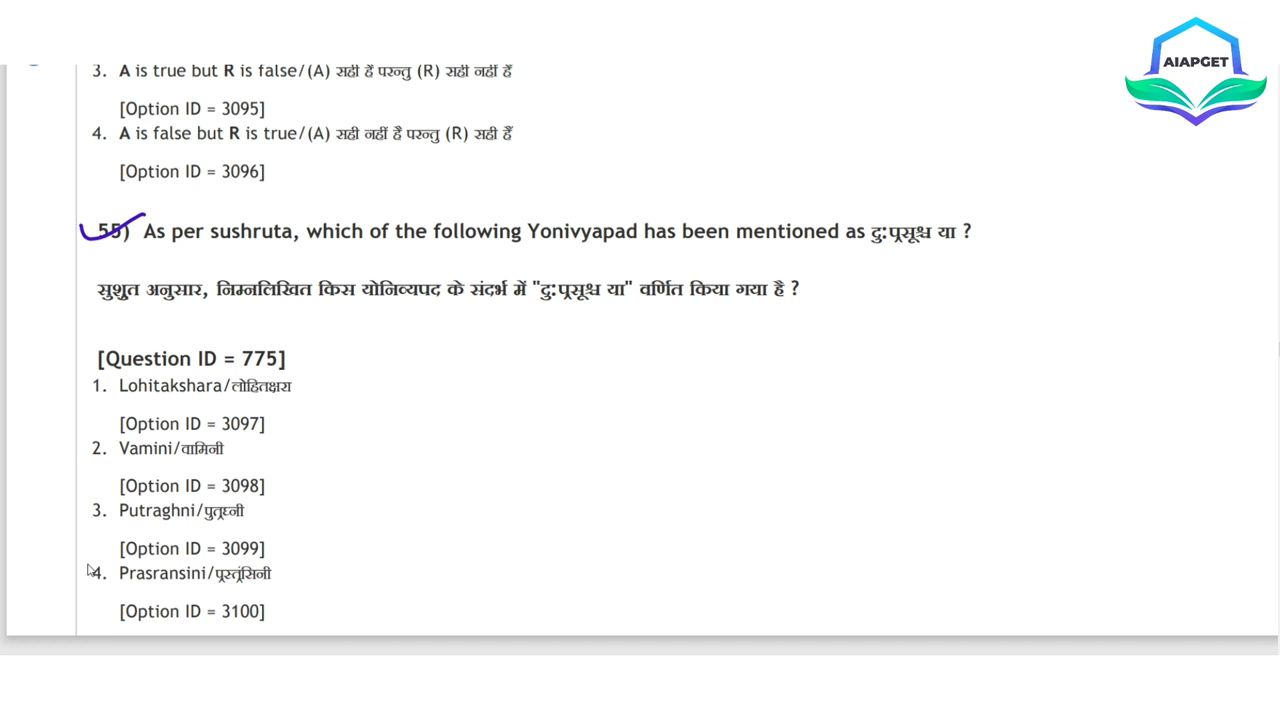 AIAPGET
3. A is true but R is false/(A) सही हैं परन्तु (R) सही नहीं हैं
[Option ID = 3095]
4. A is false but R is true/(A) सही नहीं है परन्तु (R) सही हैं
[Option ID = 3096]
55) As per sushruta, which of the following Yonivyapad has been mentioned as दु:प्रसूश्च या ?
सुश्रुत अनुसार, निम्नलिखित किस योनिव्यपद के संदर्भ में "दु:प्रसूश्च या" वर्णित किया गया है ?
[Question ID = 775]
1. Lohitakshara/लोहितक्षरा
[Option ID = 3097]
2. Vamini/वामिनी
[Option ID = 3098]
3. Putraghni/पुत्रघ्नी
[Option ID = 3099]
4. Prasransini/प्रस्त्रंसिनी
[Option ID = 3100]